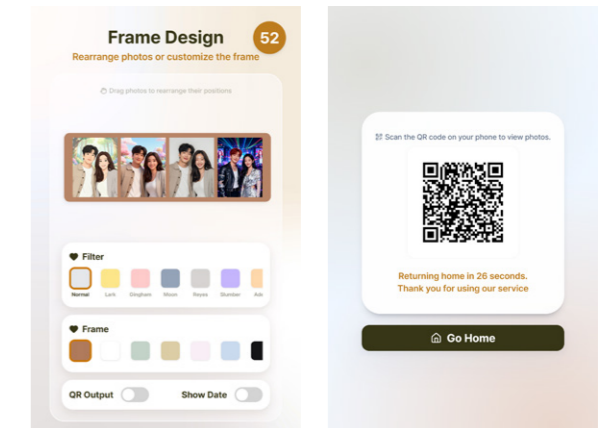 Frame Design
52
Rearrange photos or customize the frame
Drag photos to rearrange their positions
Filter
Normal Lark Gingham Moon Reyes Slumber
Frame
QR Output Show Date
Scan the QR code on your phone to view photos.
Returning home in 26 seconds.
Thank you for using our service
Go Home